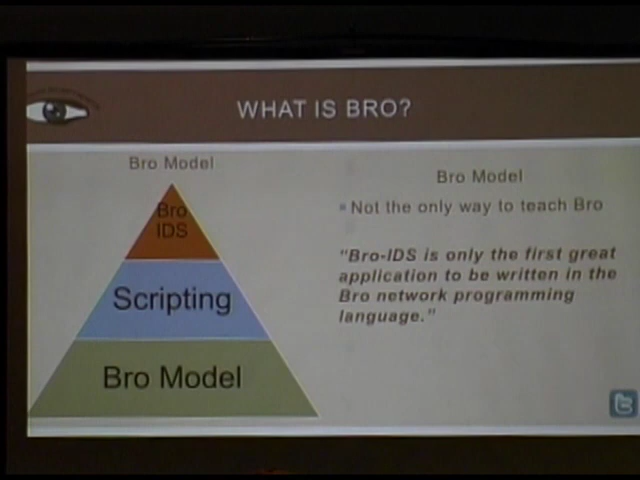 WHAT IS BRO?
Bro Model
Bro
IDS
Scripting
Bro Model
Bro Model
Not the only way to teach Bro
"Bro-IDS is only the first great
application to be written in the
Bro network programming
language."